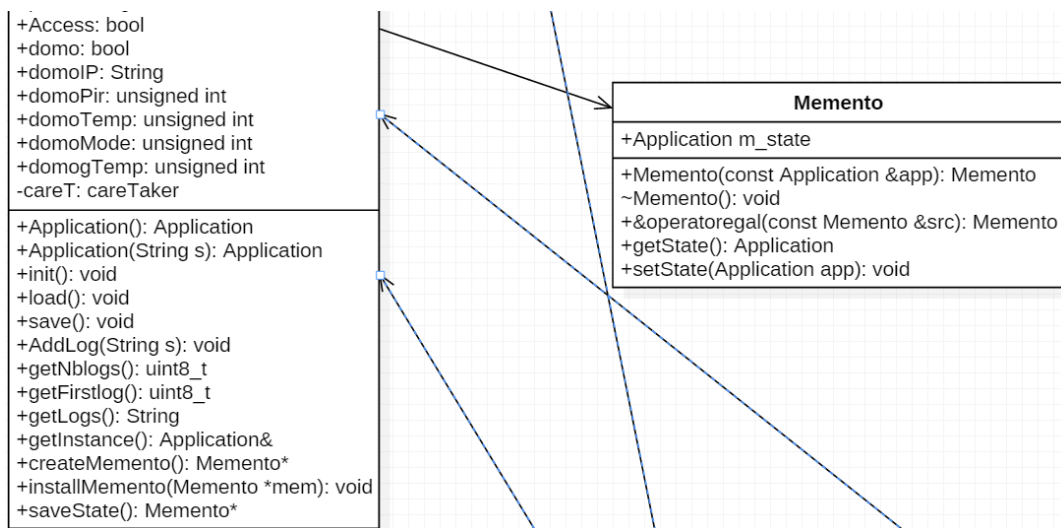 +Access: bool
+domo: bool
+domoIP: String
+domoPir: unsigned int
+domoTemp: unsigned int
+domoMode: unsigned int
+domogTemp: unsigned int
-careT: careTaker
+Application(): Application
+Application(String s): Application
+init(): void
+load(): void
+save(): void
+AddLog(String s): void
+getNblogs(): uint8_t
+getFirstlog(): uint8_t
+getLogs(): String
+getInstance(): Application&
+createMemento(): Memento*
+installMemento(Memento *mem): void
+saveState(): Memento*
Memento
+Application m_state
+Memento(const Application &app): Memento
~Memento(): void
+&operatoregal(const Memento &src): Memento
+getState(): Application
+setState(Application app): void